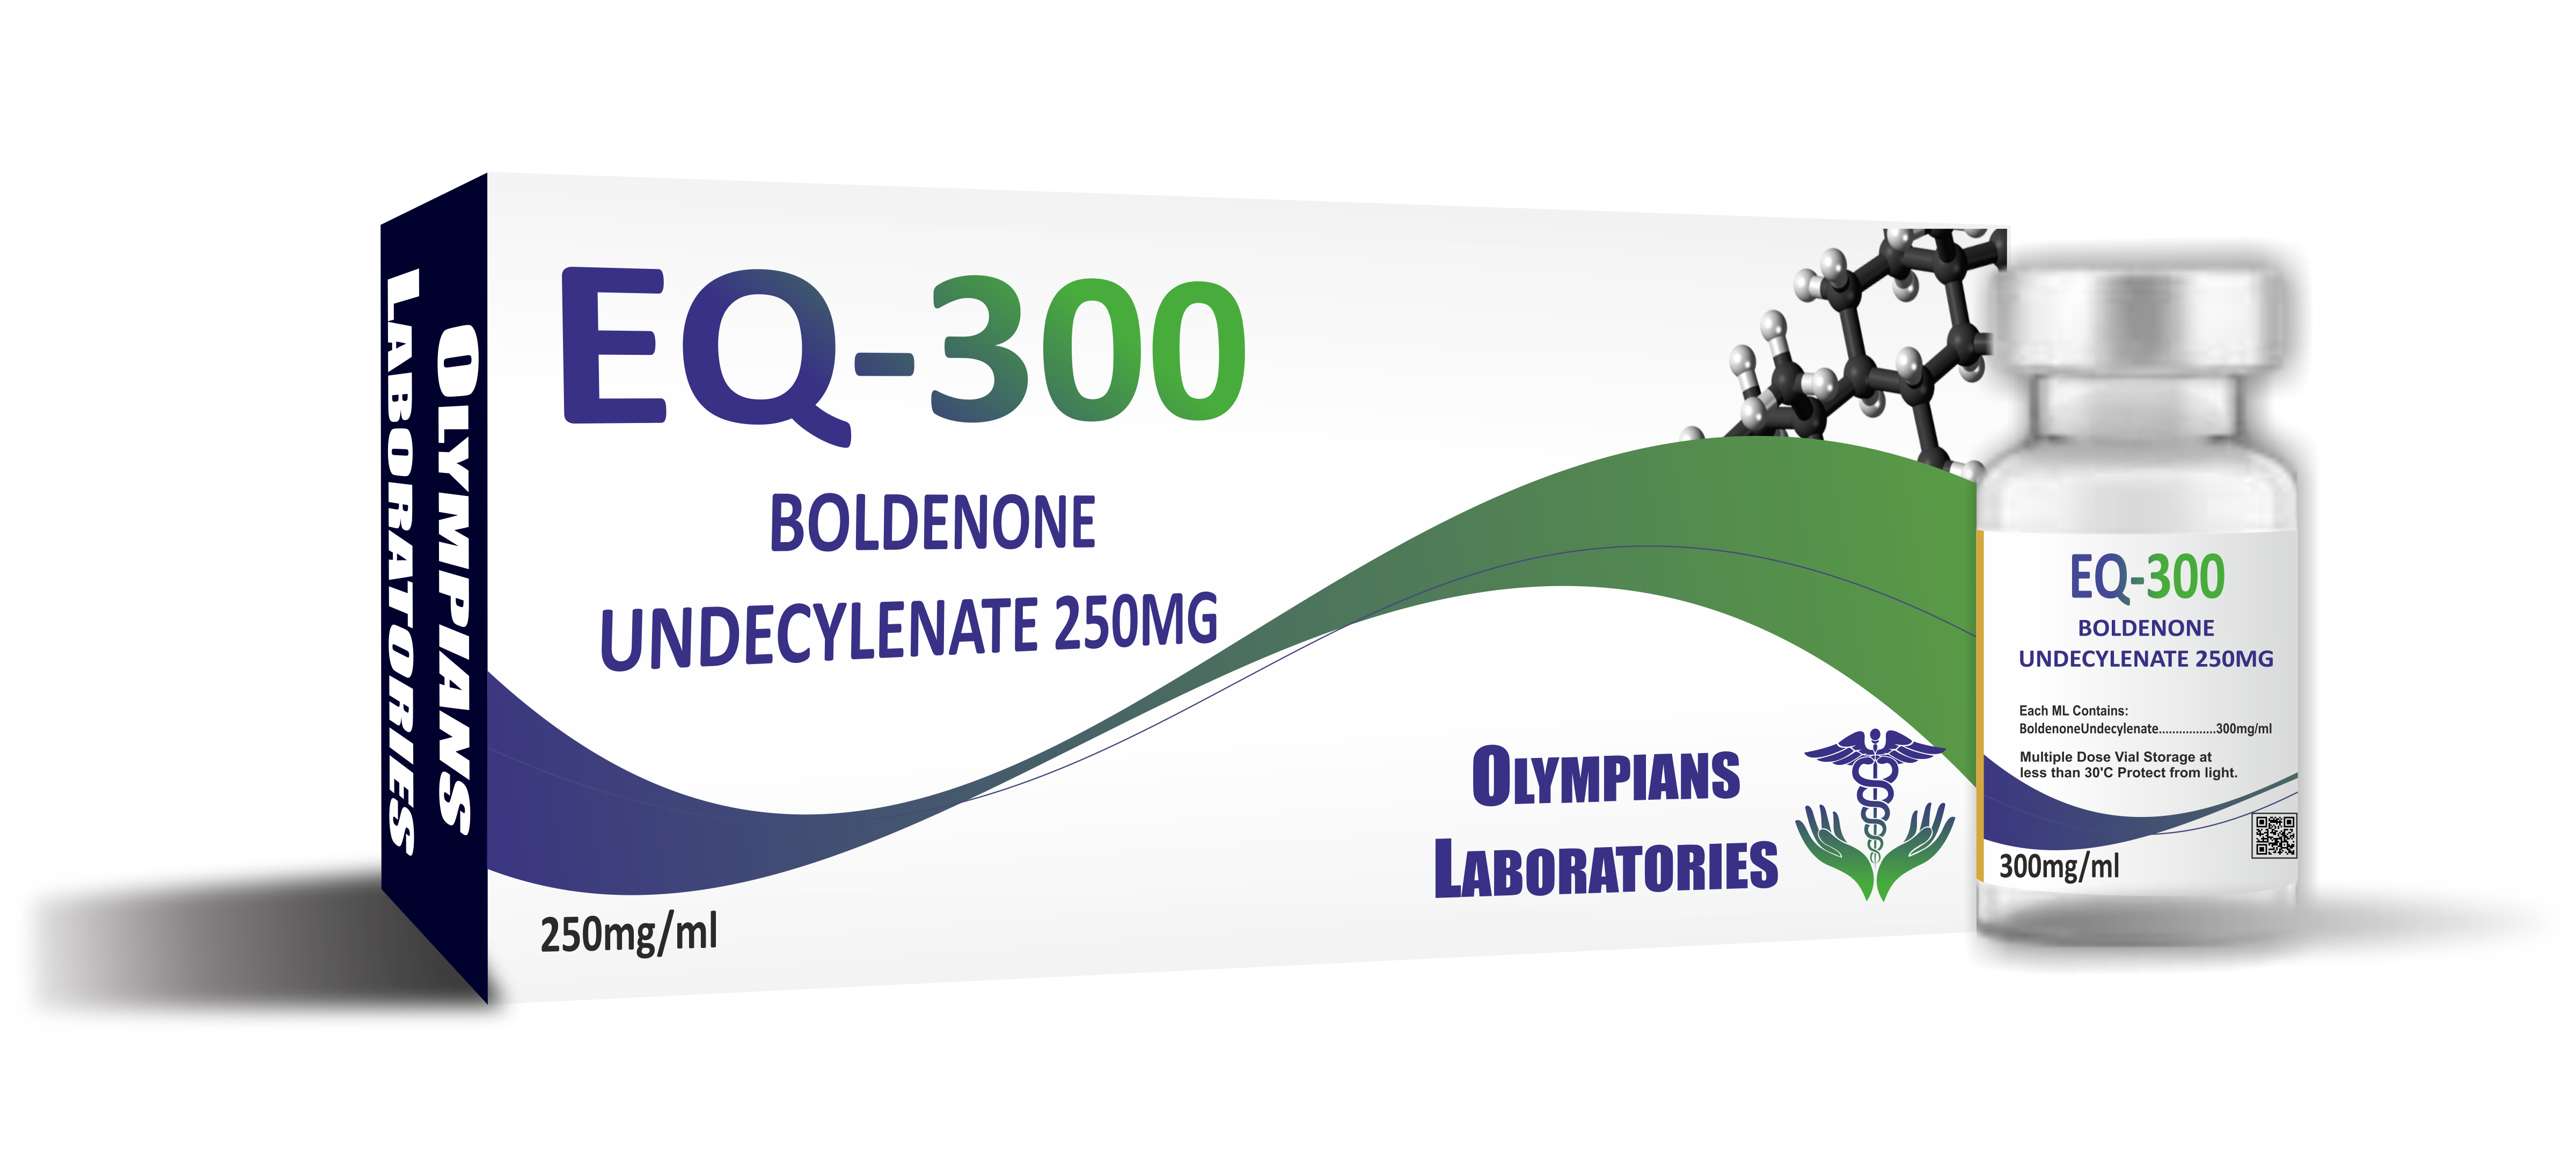 OLYMPIANS
LABORATORIES
EQ-300
BOLDENONE
UNDECYLENATE 250MG
250mg/ml
OLYMPIANS
LABORATORIES
EQ-300
BOLDENONE
UNDECYLENATE 250MG
Each ML Contains:
BoldenoneUndecylenate.................300mg/ml
Multiple Dose Vial Storage at
less than 30'C Protect from light.
300mg/ml